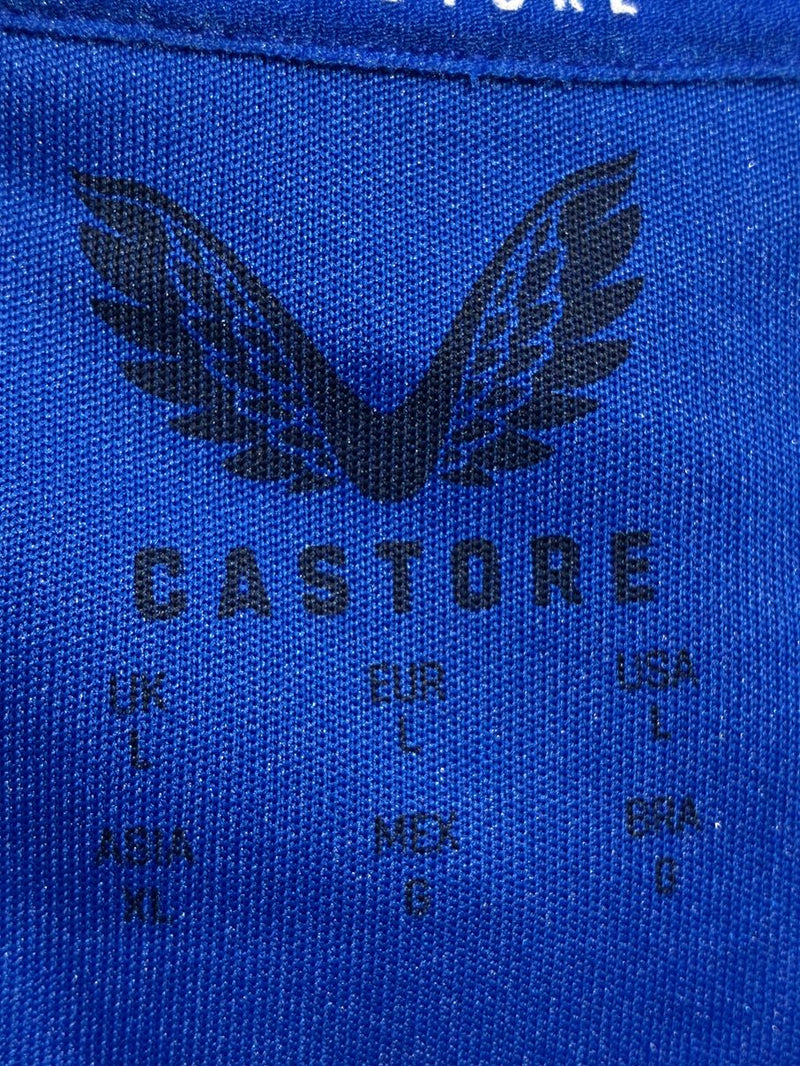 CASTORE
UK EUR USA
L L L
ASIA MEX BRA
XL G G